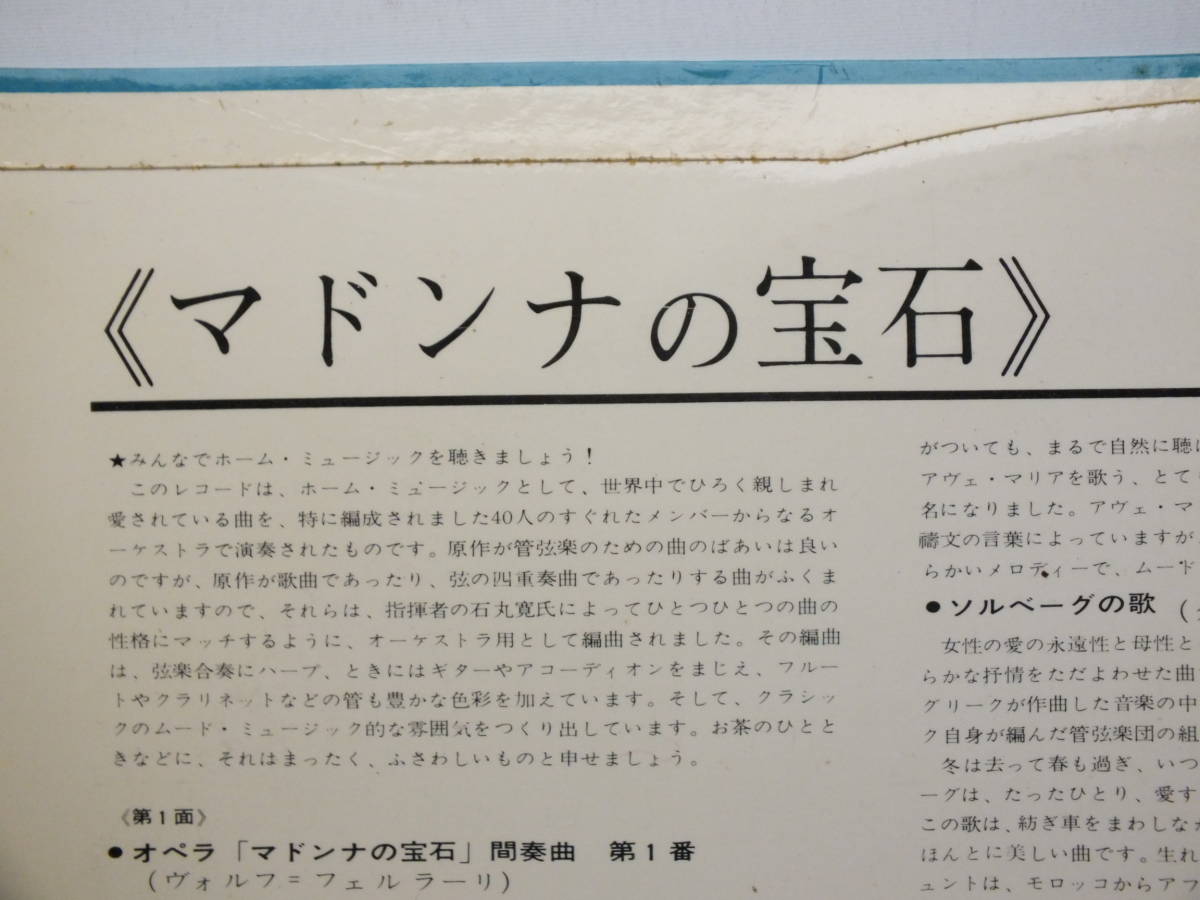 《マドンナの宝石》
★みんなでホーム・ミュージックを聴きましょう！
このレコードは、ホーム・ミュージックとして、世界中でひろく親しまれ
愛されている曲を、特に編成されました40人のすぐれたメンバーからなるオ
ーケストラで演奏されたものです。原作が管弦楽のための曲のばあいは良い
のですが、原作が歌曲であったり、弦の四重奏曲であったりする曲がふくま
れていますので、それらは、指揮者の石丸寛氏によってひとつひとつの曲の
性格にマッチするように、オーケストラ用として編曲されました。その編曲
は、弦楽合奏にハープ、ときにはギターやアコーディオンをまじえ、フルー
トやクラリネットなどの管も豊かな色彩を加えています。そして、クラシッ
クのムード・ミュージック的な雰囲気をつくり出しています。お茶のひとと
きなどに、それはまったく、ふさわしいものと申せましょう。
《第1面》
●オペラ「マドンナの宝石」間奏曲 第1番
(ヴォルフ＝フェルラーリ)
がついても、まるで自然に聴に
アヴェ・マリアを歌う、とて
名になりました。アヴェ・マ
禱文の言葉によっていますが
らかいメロディーで、ムード
●ソルベーグの歌 (
女性の愛の永遠性と母性と
らかな抒情をただよわせた曲
グリークが作曲した音楽の中
ク自身が編んだ管弦楽団の組
冬は去って春も過ぎ、いつ
ーグは、たったひとり、愛す
この歌は、紡ぎ車をまわしな
ほんとに美しい曲です。生れ
ュントは、モロッコからアフ